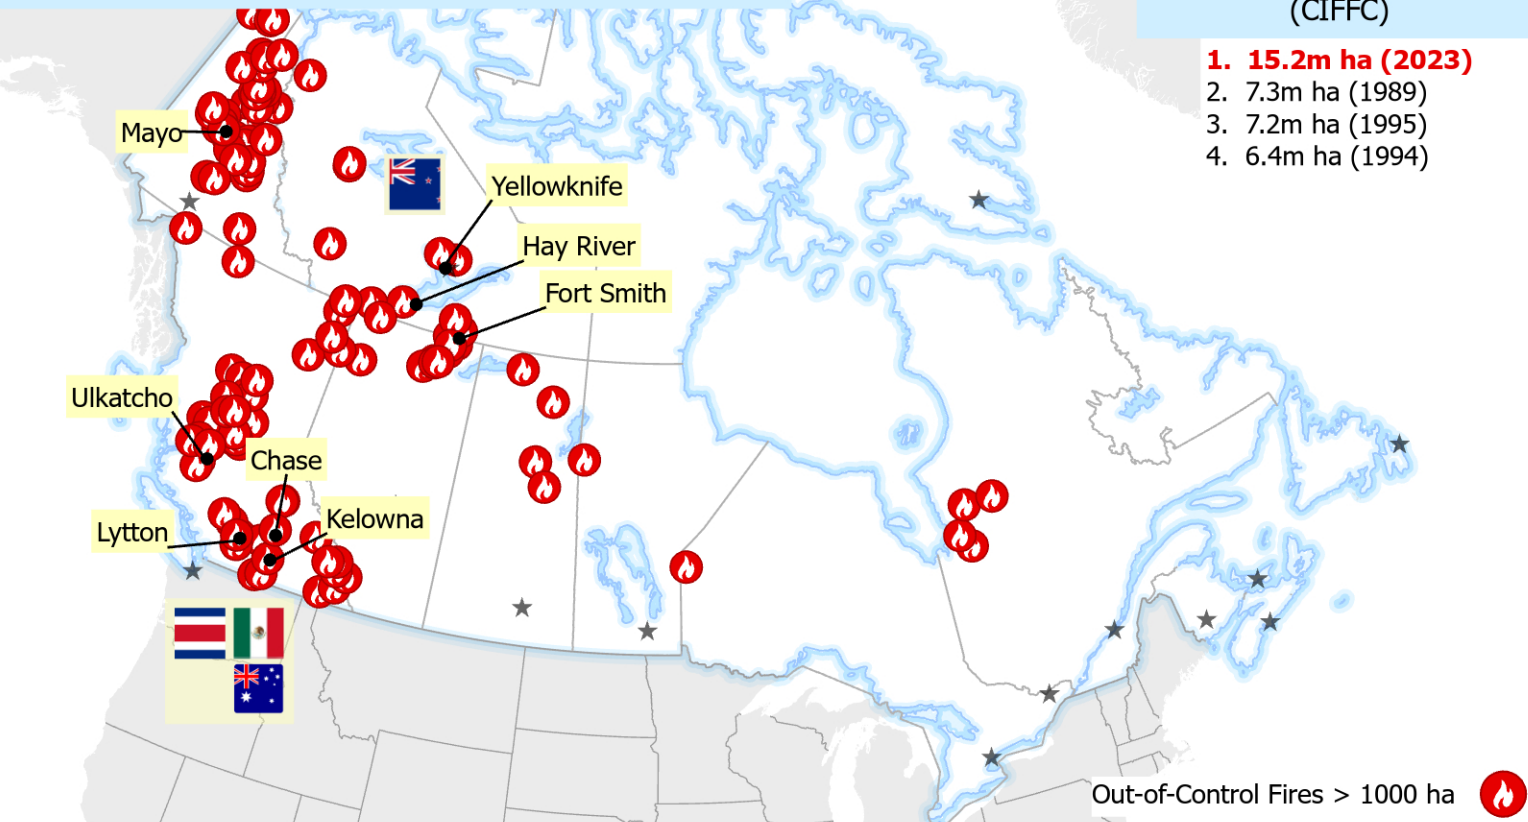 (CIFFC)
1. 15.2m ha (2023)
2. 7.3m ha (1989)
3. 7.2m ha (1995)
4. 6.4m ha (1994)
Mayo
Yellowknife
Hay River
Fort Smith
Ulkatcho
Chase
Kelowna
Lytton
Out-of-Control Fires > 1000 ha